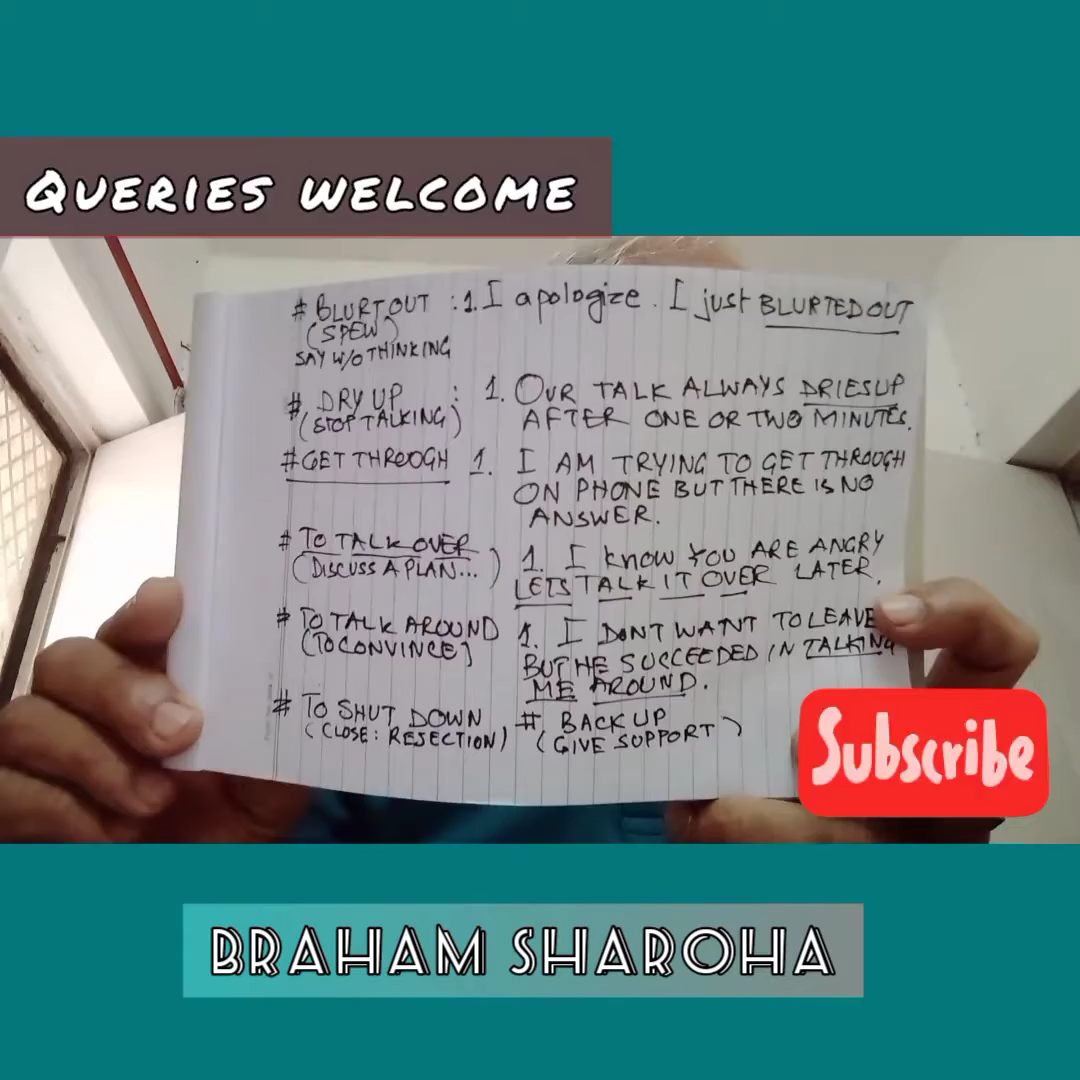 QUERIES WELCOME
# BLURT OUT : 1. I apologize. I just BLURTED OUT
(SPEW)
SAY W/O THINKING
# DRY UP : 1. OUR TALK ALWAYS DRIES UP
(STOP TALKING) AFTER ONE OR TWO MINUTES.
# GET THROUGH 1. I AM TRYING TO GET THROUGH
ON PHONE BUT THERE IS NO
ANSWER.
# TO TALK OVER 1. I KNOW YOU ARE ANGRY
(DISCUSS A PLAN...) LETS TALK IT OVER LATER.
# TO TALK AROUND 1. I DONT WANT TO LEAVE
(TO CONVINCE) BUT HE SUCCEEDED IN TALKING
ME AROUND.
# TO SHUT DOWN # BACK UP
(CLOSE: REJECTION) (GIVE SUPPORT)
Subscribe
BRAHAM SHAROHA